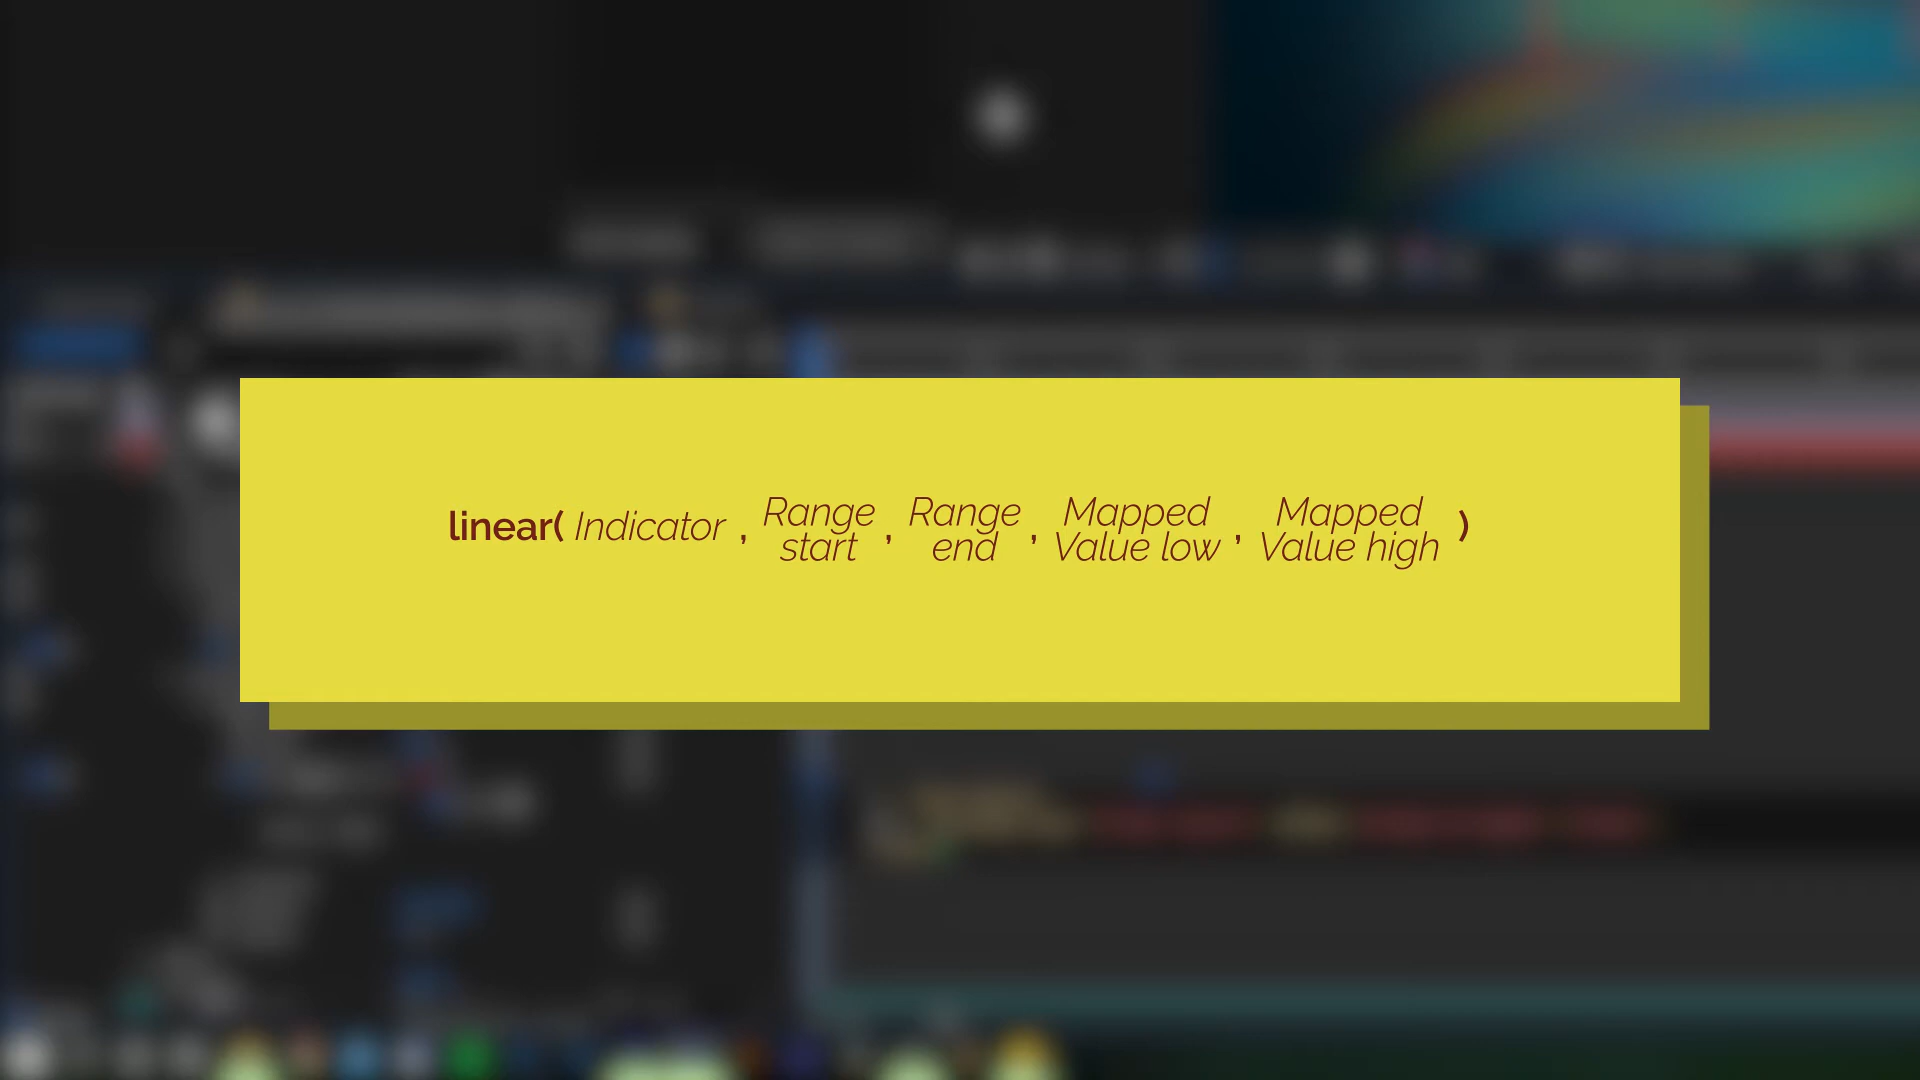 linear( Indicator , Range start , Range end , Mapped Value low , Mapped Value high )